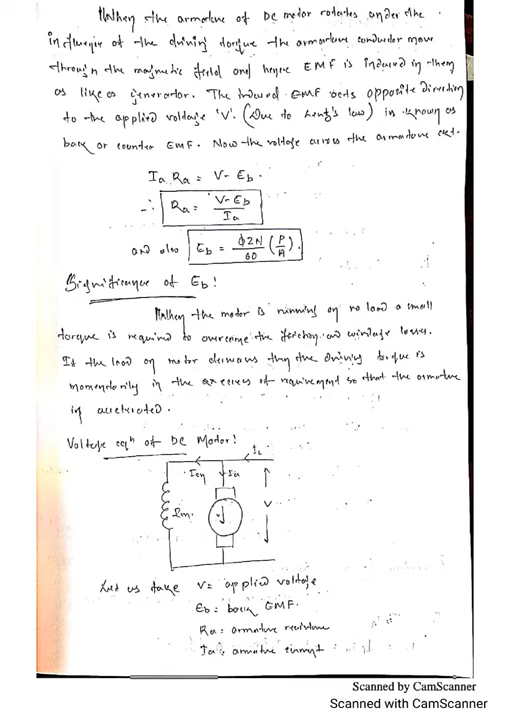 When the armature of DC motor rotates under the
influence of the driving torque the armature conductor move
through the magnetic field and hence EMF is induced in them
as like a generator. The induced EMF acts opposite direction
to the applied voltage 'V'. (Due to Lenz's law) is known as
back or counter EMF. Now the voltage across the armature ckt.
Ia Ra = V - Eb.
∴ Ra = V-Eb / Ia
and also Eb = ϕZN/60 (P/A).
Significance of Eb!
When the motor is running on no load a small
torque is required to overcome the friction and windage losses.
If the load on motor decreases then the driving torque is
momentarily in the excess of requirement so that the armature
is accelerated.
Voltage eqn of DC Motor!
IL
Ia
V
Let us take V = applied voltage
Eb = back EMF.
Ra = armature resistance
Ia = armature current
Scanned by CamScanner
Scanned with CamScanner